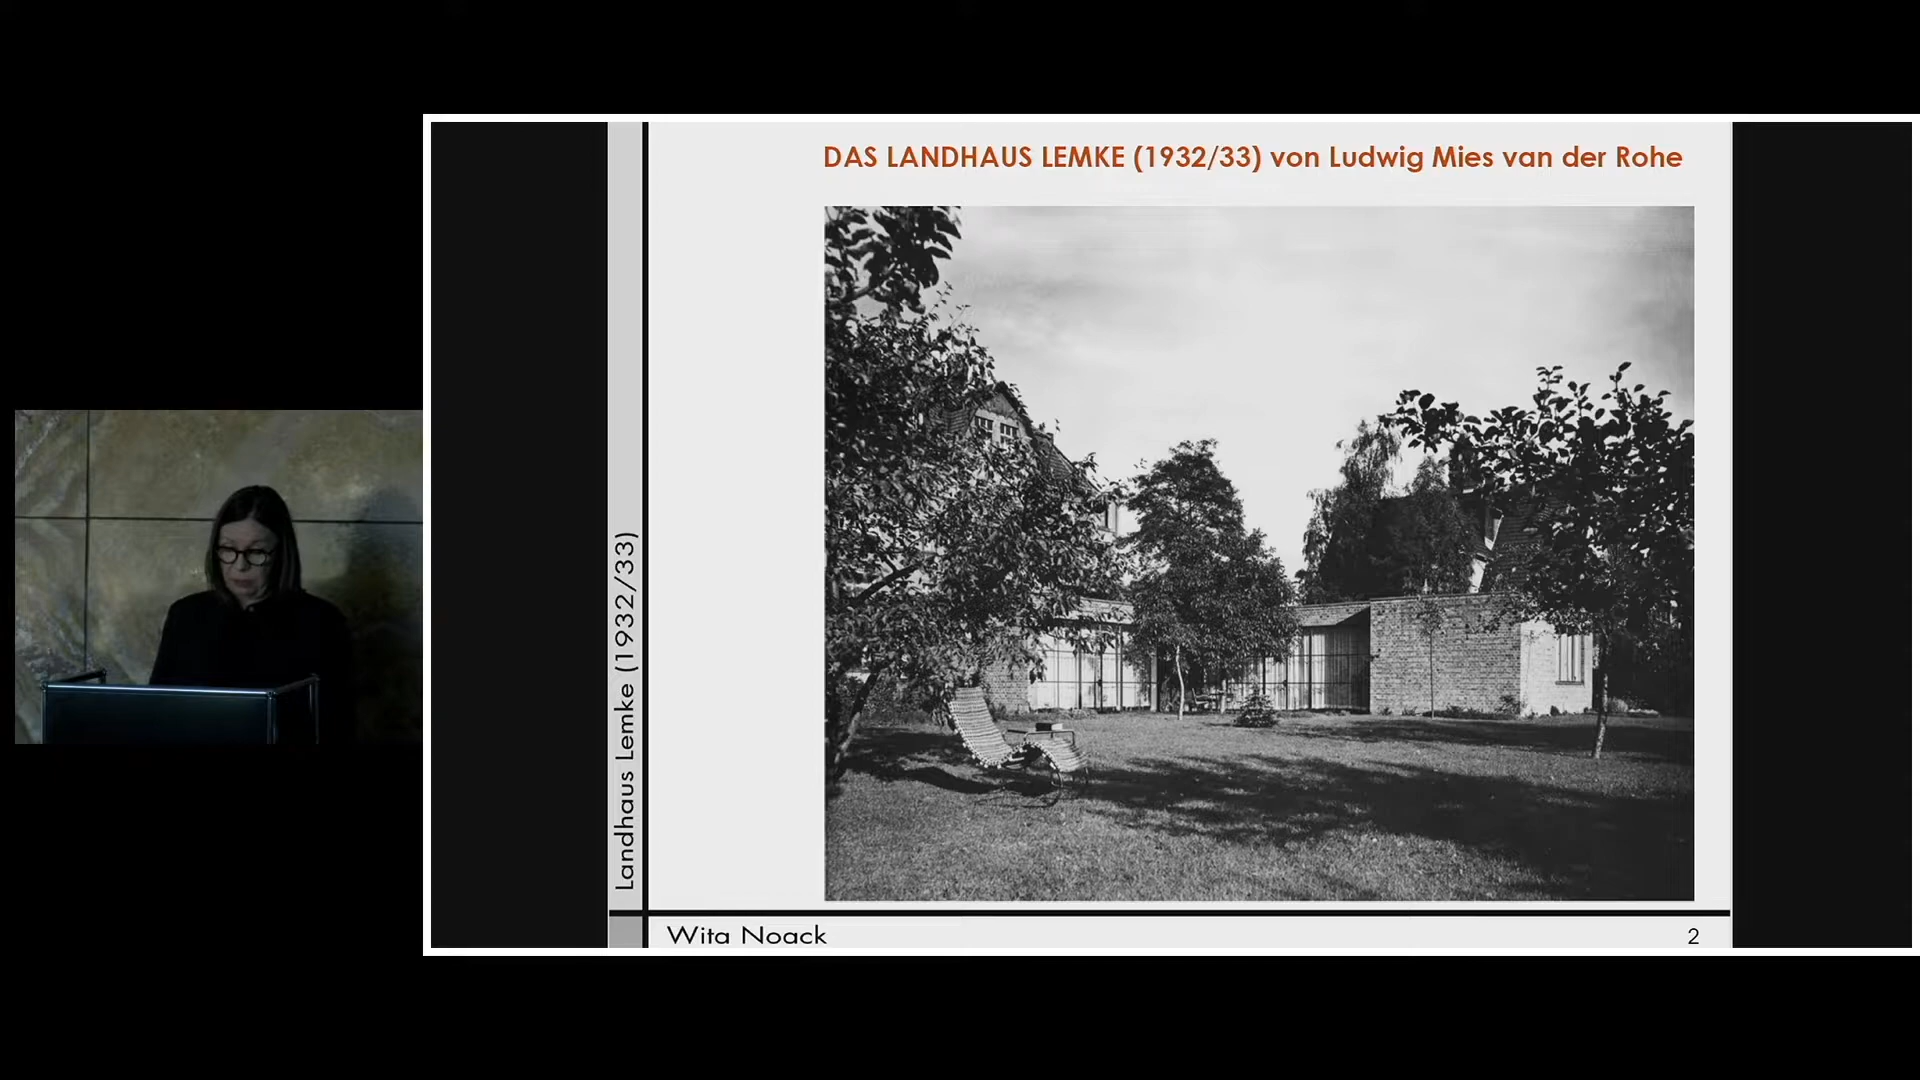 DAS LANDHAUS LEMKE (1932/33) von Ludwig Mies van der Rohe
Landhaus Lemke (1932/33)
Wita Noack
2